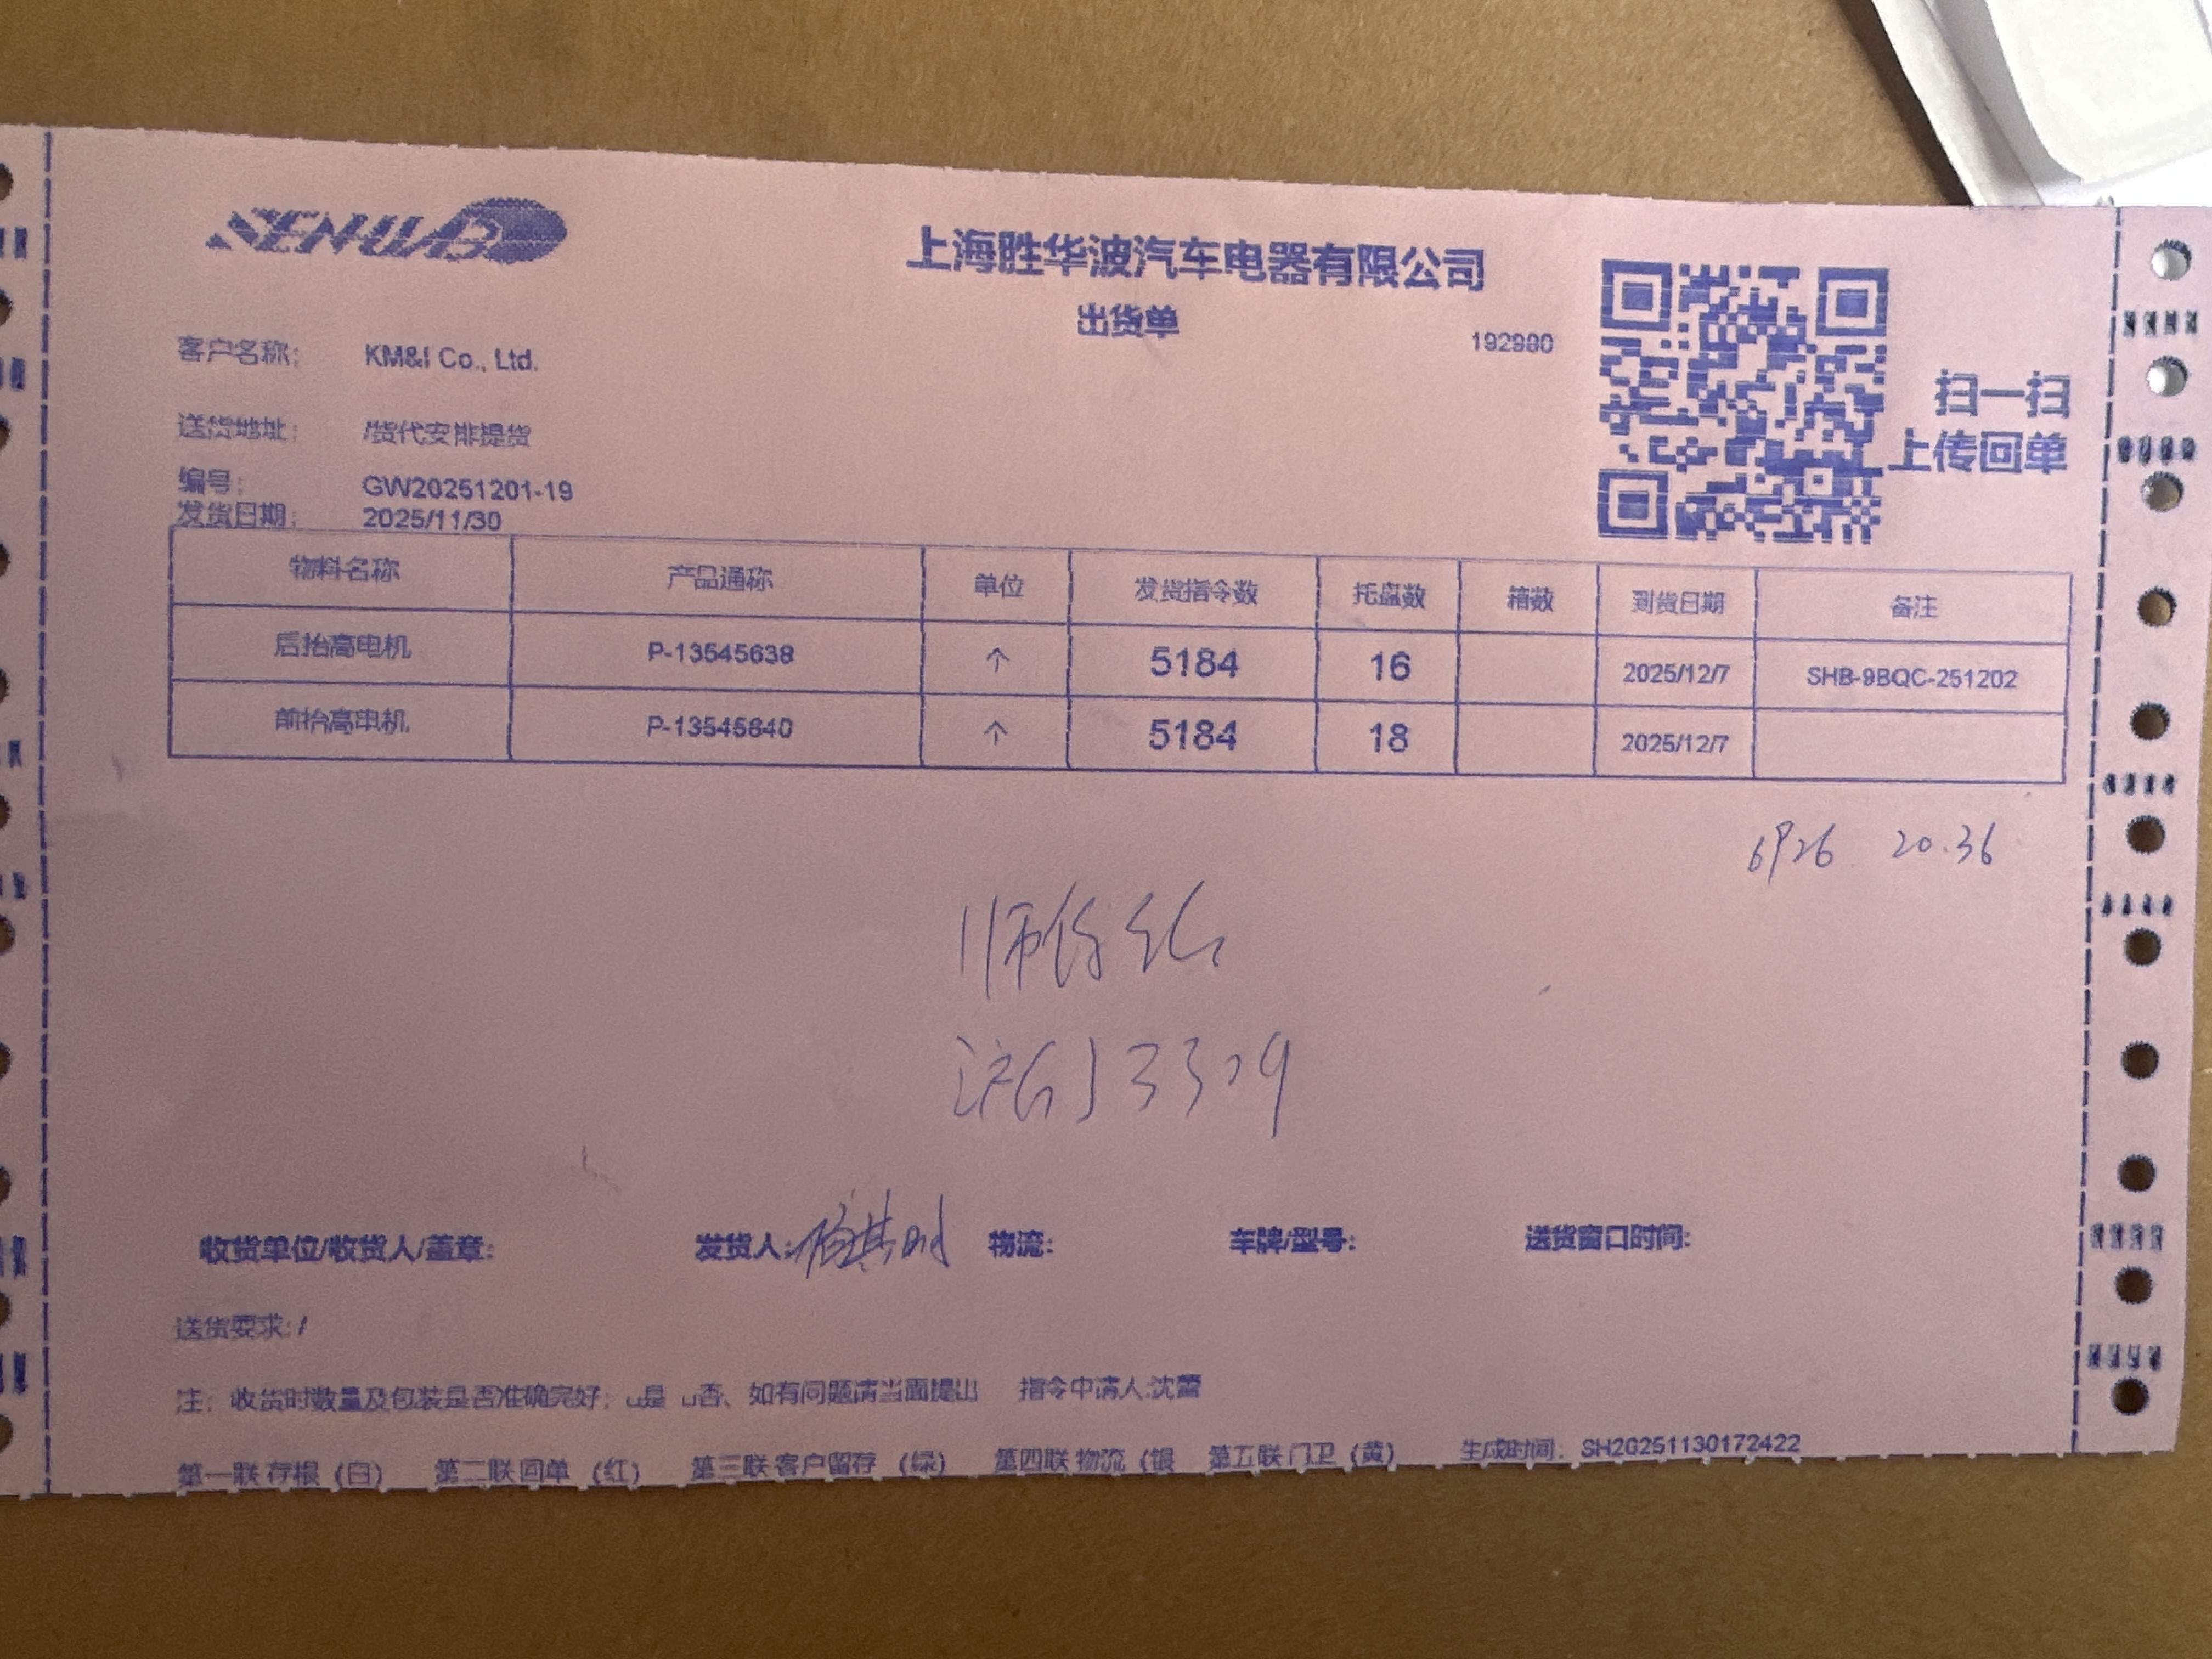 SENWABO
上海胜华波汽车电器有限公司
出货单
192980
扫一扫
上传回单
客户名称: KM&I Co., Ltd.
送货地址: /货代安排提货
编号: GW20251201-19
发货日期: 2025/11/30
物料名称 产品通称 单位 发货指令数 托盘数 箱数 到货日期 备注
后抬高电机 P-13545638 个 5184 16 2025/12/7 SHB-9BQC-251202
前抬高电机 P-13545640 个 5184 18 2025/12/7
20.36
沪G
收货单位/收货人/盖章: 发货人: 物流: 车牌/型号: 送货窗口时间:
送货要求: /
注: 收货时数量及包装是否准确完好: 是 否、如有问题请当面提出 指令申请人:沈蕾
第一联存根 (白) 第二联回单 (红) 第三联客户留存 (绿) 第四联物流 (银 第五联门卫 (黄) 生成时间: SH20251130172422